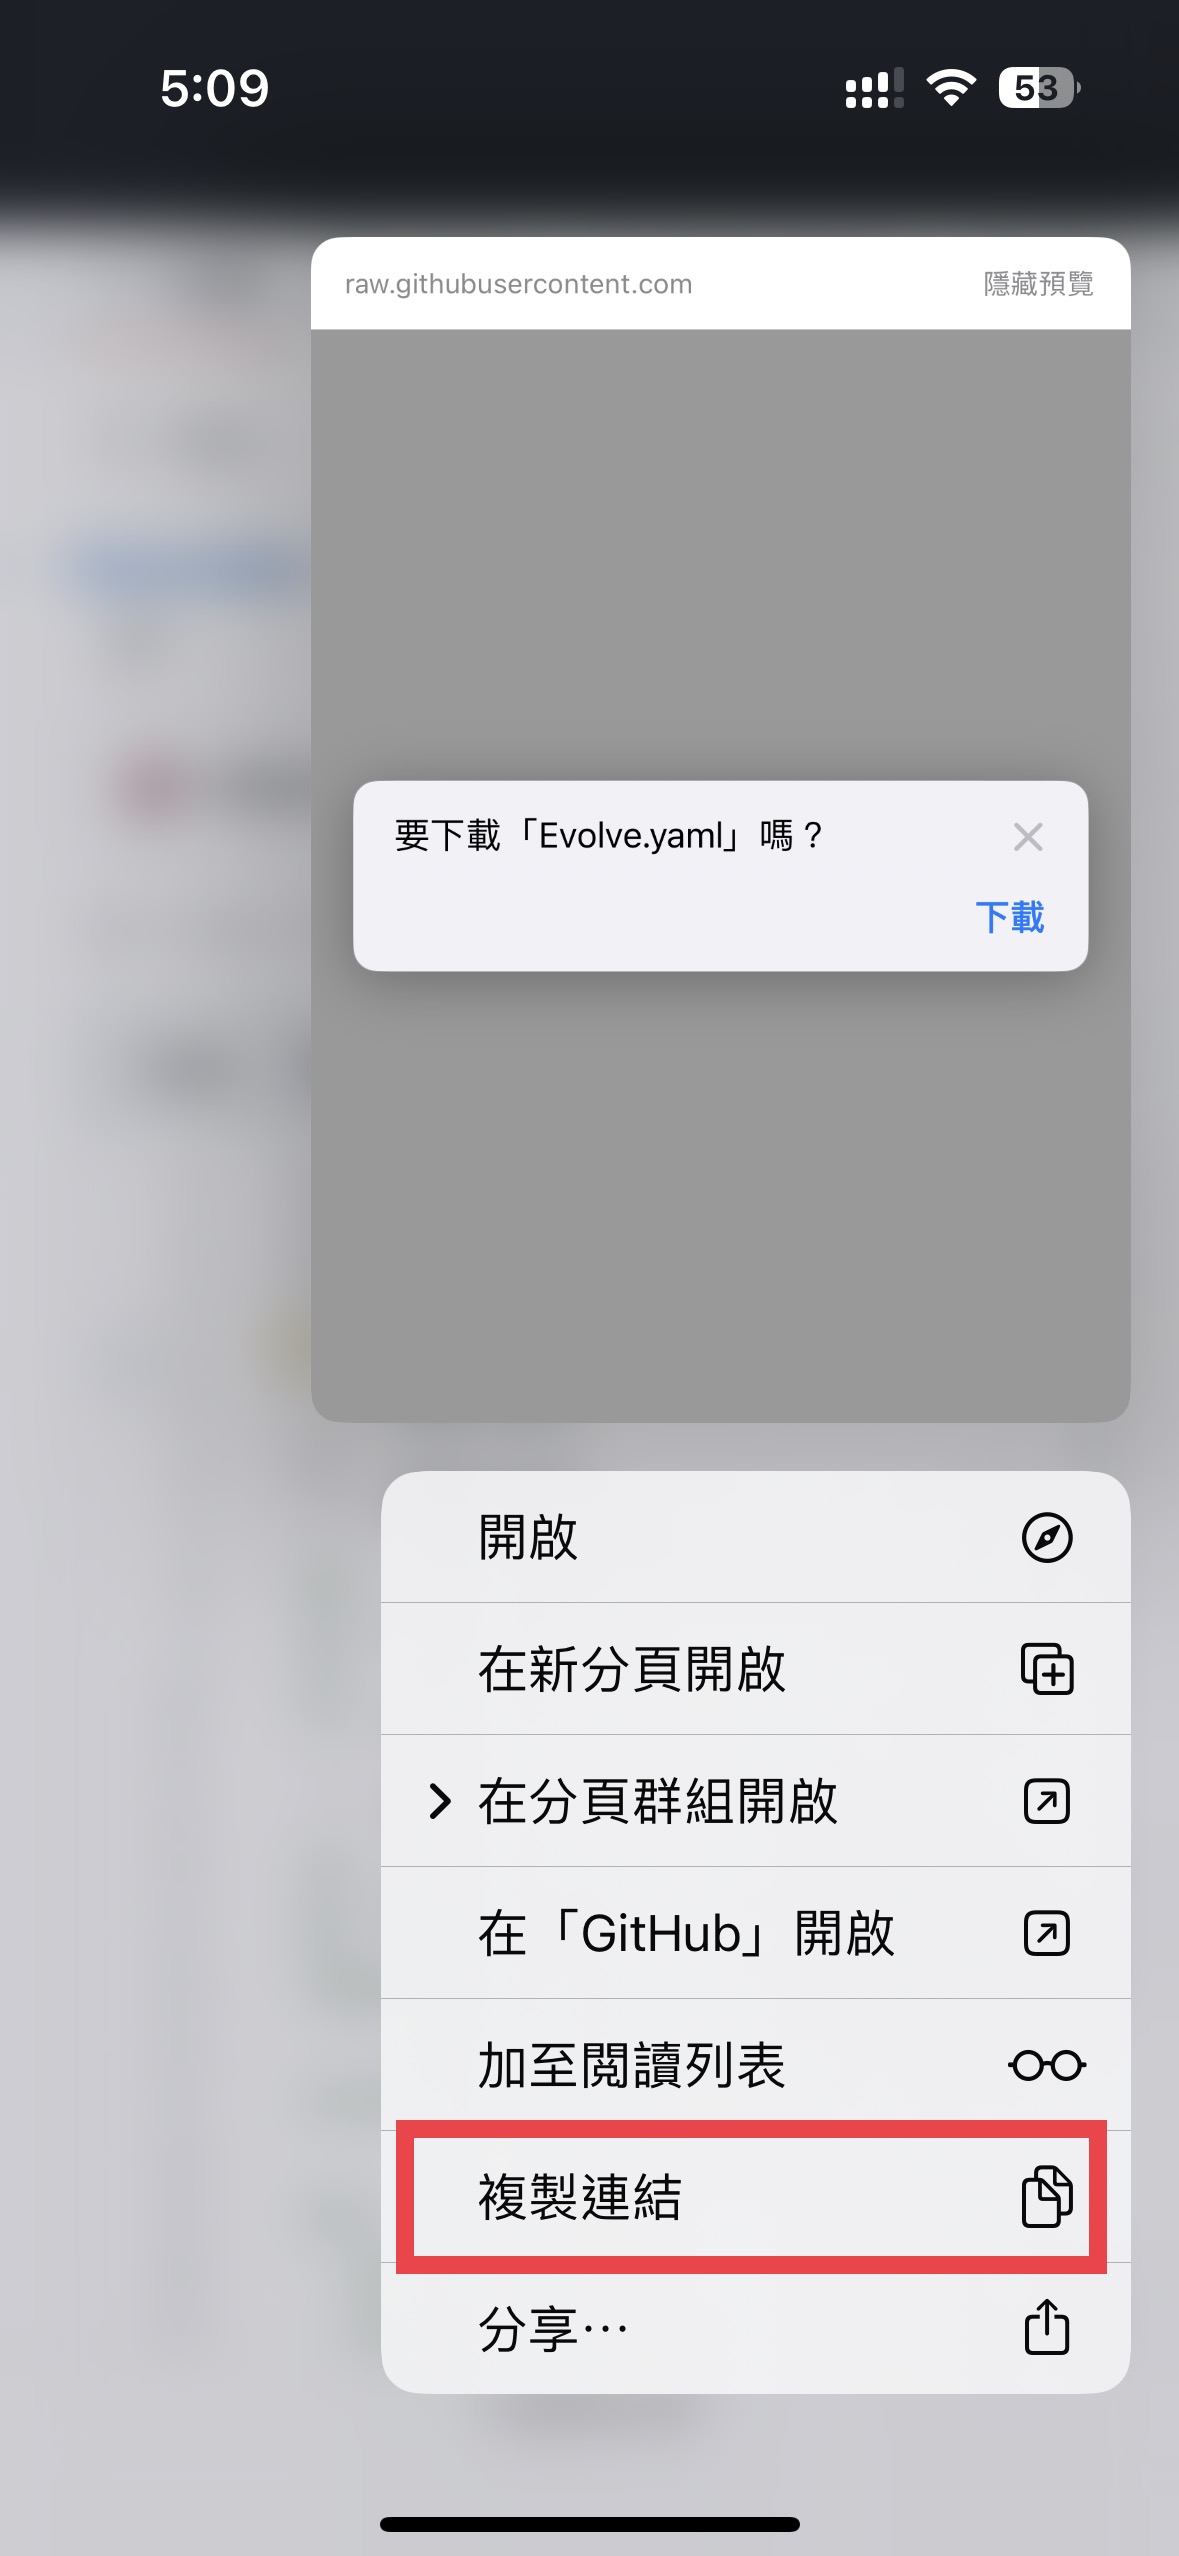 5:09
53
raw.githubusercontent.com 隱藏預覽
要下載「Evolve.yaml」嗎？
下載
開啟
在新分頁開啟
在分頁群組開啟
在「GitHub」開啟
加至閱讀列表
複製連結
分享⋯